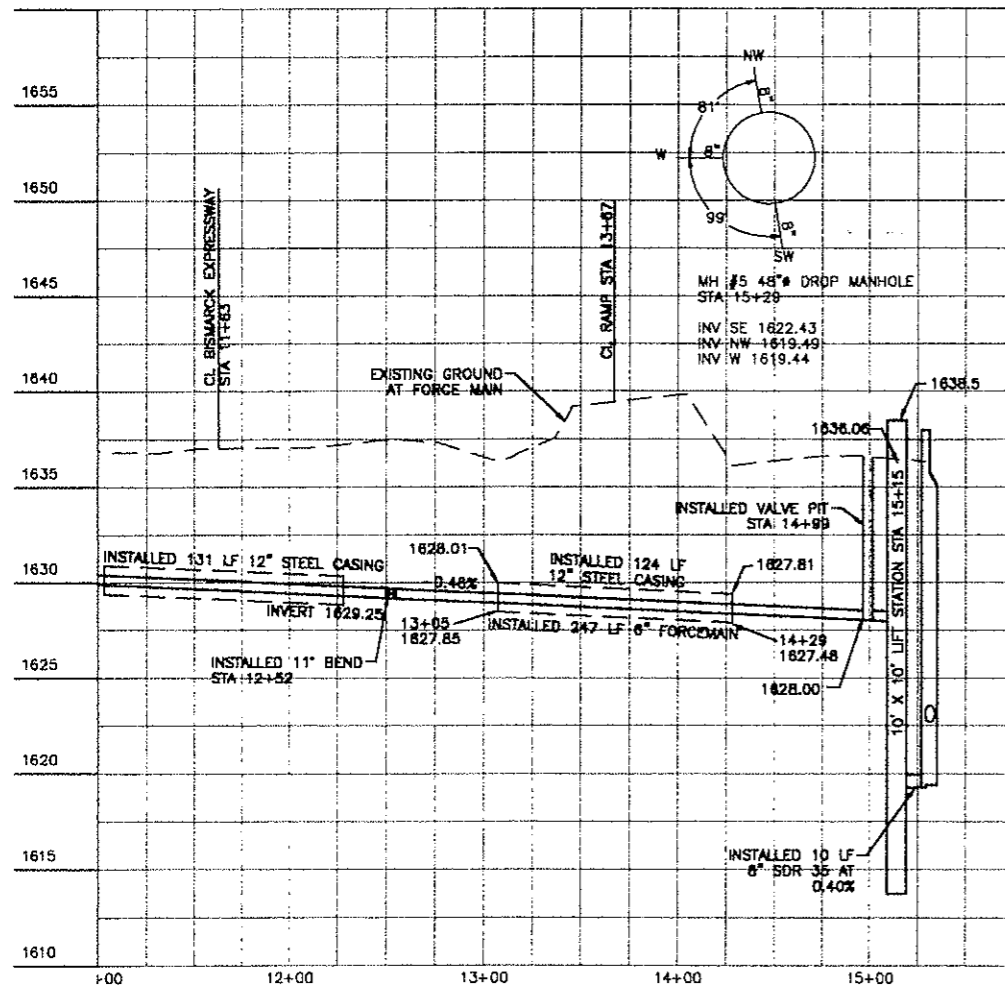 NW
1655
81'
8"
W
8"
1650
99'
8"
SW
CL BISMARCK EXPRESSWAY
STA 11+63
CL RAMP STA 13+67
MH #5 48"ø DROP MANHOLE
STA 15+29
1645
INV SE 1622.43
INV NW 1619.49
INV W 1619.44
1640
EXISTING GROUND
AT FORCE MAIN
1638.5
1636.06
1635
INSTALLED VALVE PIT
STA 14+99
10' X 10' LIFT STATION STA 15+15
1628.01
INSTALLED 131 LF 12" STEEL CASING
INSTALLED 124 LF
12" STEEL CASING
1627.81
1630
0.46%
INVERT 1629.25
13+05
1627.85
INSTALLED 247 LF 6" FORCEMAIN
14+29
1627.48
INSTALLED 11° BEND
STA 12+52
1628.00
1625
1620
INSTALLED 10 LF
8" SDR 35 AT
0.40%
1615
1610
+00
12+00
13+00
14+00
15+00